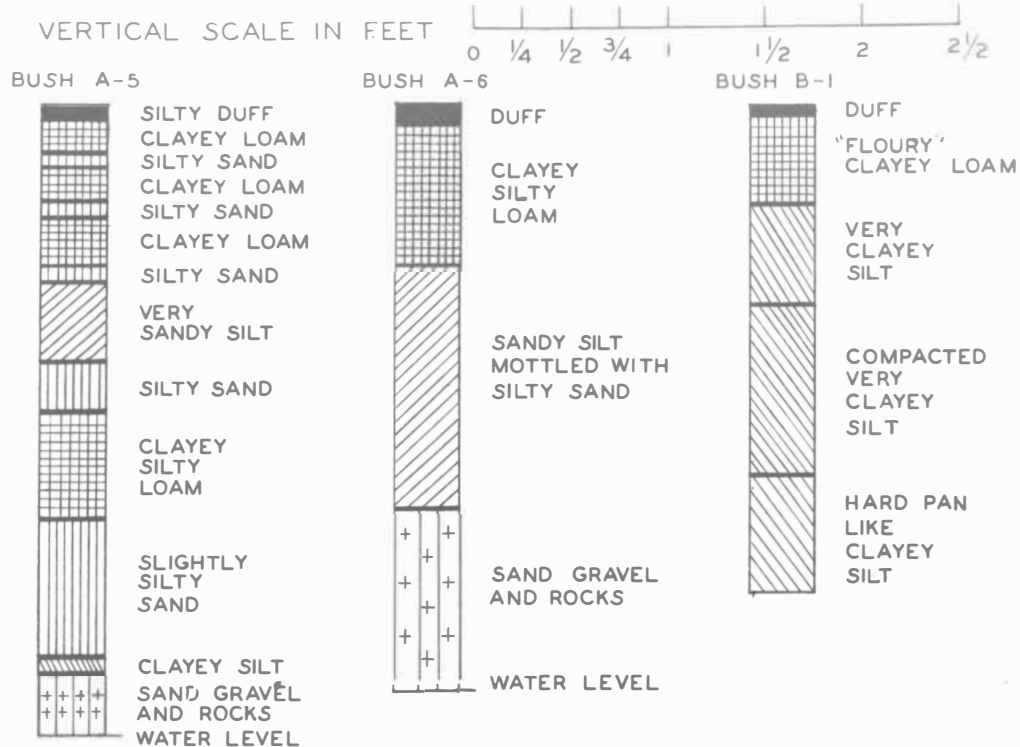 VERTICAL SCALE IN FEET
0 1/4 1/2 3/4 1 1 1/2 2 2 1/2
BUSH A-5
SILTY DUFF
CLAYEY LOAM
SILTY SAND
CLAYEY LOAM
SILTY SAND
CLAYEY LOAM
SILTY SAND
VERY
SANDY SILT
SILTY SAND
CLAYEY
SILTY
LOAM
SLIGHTLY
SILTY
SAND
CLAYEY SILT
SAND GRAVEL
AND ROCKS
WATER LEVEL
BUSH A-6
DUFF
CLAYEY
SILTY
LOAM
SANDY SILT
MOTTLED WITH
SILTY SAND
SAND GRAVEL
AND ROCKS
WATER LEVEL
BUSH B-1
DUFF
"FLOURY"
CLAYEY LOAM
VERY
CLAYEY
SILT
COMPACTED
VERY
CLAYEY
SILT
HARD PAN
LIKE
CLAYEY
SILT